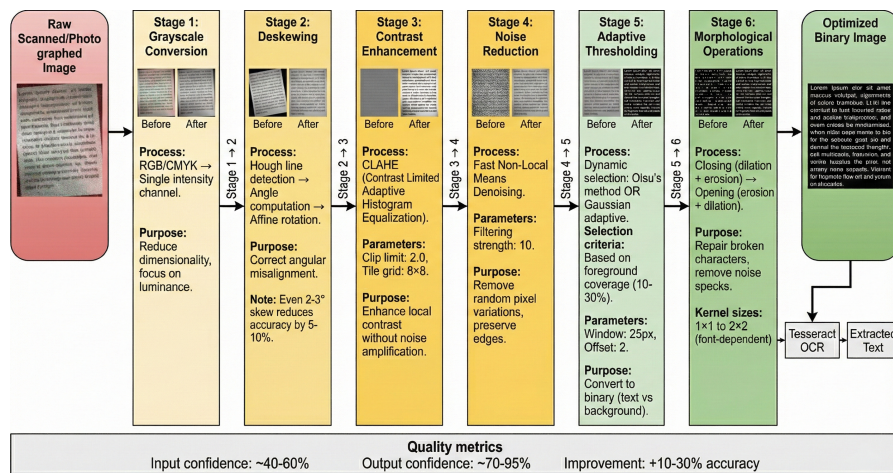 Raw
Scanned/Photo
graphed
Image
Stage 1:
Grayscale
Conversion
Before After
Process:
RGB/CMYK →
Single intensity
channel.
Purpose:
Reduce
dimensionality,
focus on
luminance.
Stage 1 → 2
Stage 2:
Deskewing
Before After
Process:
Hough line
detection →
Angle
computation →
Affine rotation.
Purpose:
Correct angular
misalignment.
Note: Even 2-3°
skew reduces
accuracy by 5-
10%.
Stage 2 → 3
Stage 3:
Contrast
Enhancement
Before After
Process:
CLAHE
(Contrast Limited
Adaptive
Histogram
Equalization).
Parameters:
Clip limit: 2.0,
Tile grid: 8×8.
Purpose:
Enhance local
contrast
without noise
amplification.
Stage 3 → 4
Stage 4:
Noise
Reduction
Before After
Process:
Fast Non-Local
Means
Denoising.
Parameters:
Filtering
strength: 10.
Purpose:
Remove
random pixel
variations,
preserve
edges.
Stage 4 → 5
Stage 5:
Adaptive
Thresholding
Before After
Process:
Dynamic
selection: Olsu's
method OR
Gaussian
adaptive.
Selection
criteria:
Based on
foreground
coverage (10-
30%).
Parameters:
Window: 25px,
Offset: 2.
Purpose:
Convert to
binary (text vs
background).
Stage 5 → 6
Stage 6:
Morphological
Operations
Before After
Process:
Closing (dilation
+ erosion) →
Opening (erosion
+ dilation).
Purpose:
Repair broken
characters,
remove noise
specks.
Kernel sizes:
1×1 to 2×2
(font-dependent)
Optimized
Binary Image
Lorem Ipsum elor sit amet
Tesseract
OCR
Extracted
Text
Quality metrics
Input confidence: ~40-60% Output confidence: ~70-95% Improvement: +10-30% accuracy